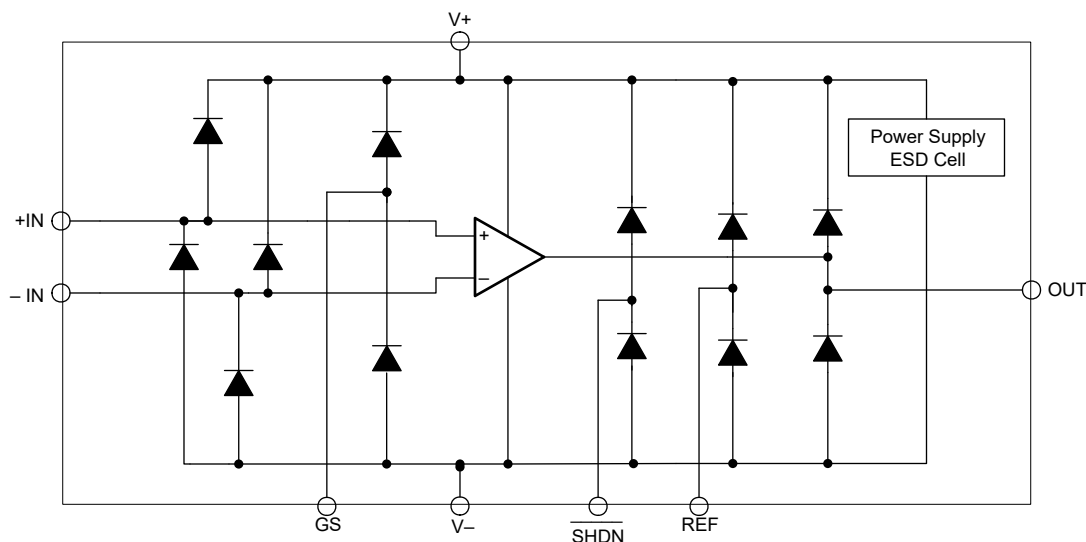 V+
Power Supply
ESD Cell
+IN
+
–
– IN
OUT
GS
V–
SHDN
REF